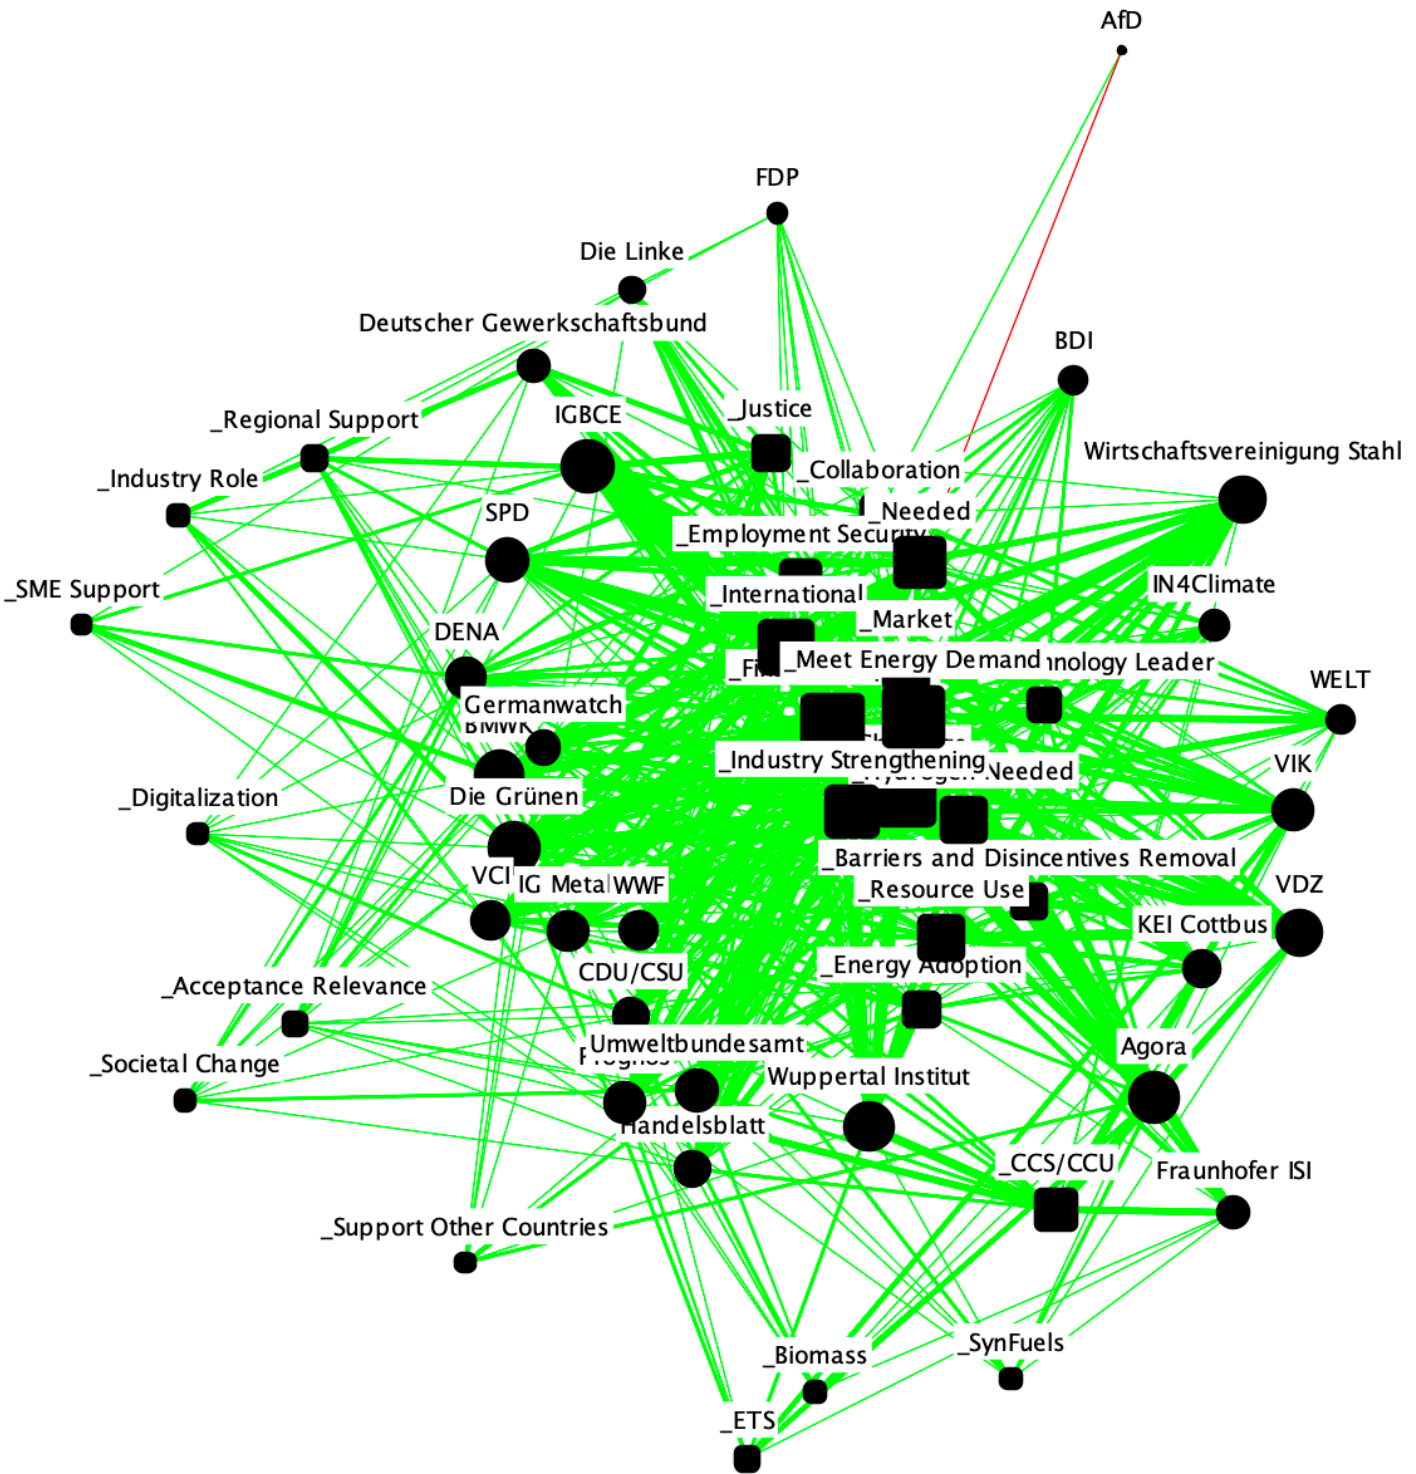 AfD
FDP
Die Linke
Deutscher Gewerkschaftsbund
BDI
_Justice
IGBCE
_Regional Support
Wirtschaftsvereinigung Stahl
_Collaboration
_Industry Role
SPD
_Needed
_Employment Security
_SME Support
IN4Climate
_International
_Market
DENA
_Meet Energy Demand
Leader
WELT
Germanwatch
BMWK
_Industry Strengthening
Needed
VIK
Die Grünen
_Digitalization
_Barriers and Disincentives Removal
VCI
IG Metal
WWF
_Resource Use
VDZ
KEI Cottbus
CDU/CSU
_Energy Adoption
_Acceptance Relevance
Umweltbundesamt
Agora
_Societal Change
Wuppertal Institut
Handelsblatt
_CCS/CCU
Fraunhofer ISI
_Support Other Countries
_SynFuels
_Biomass
_ETS